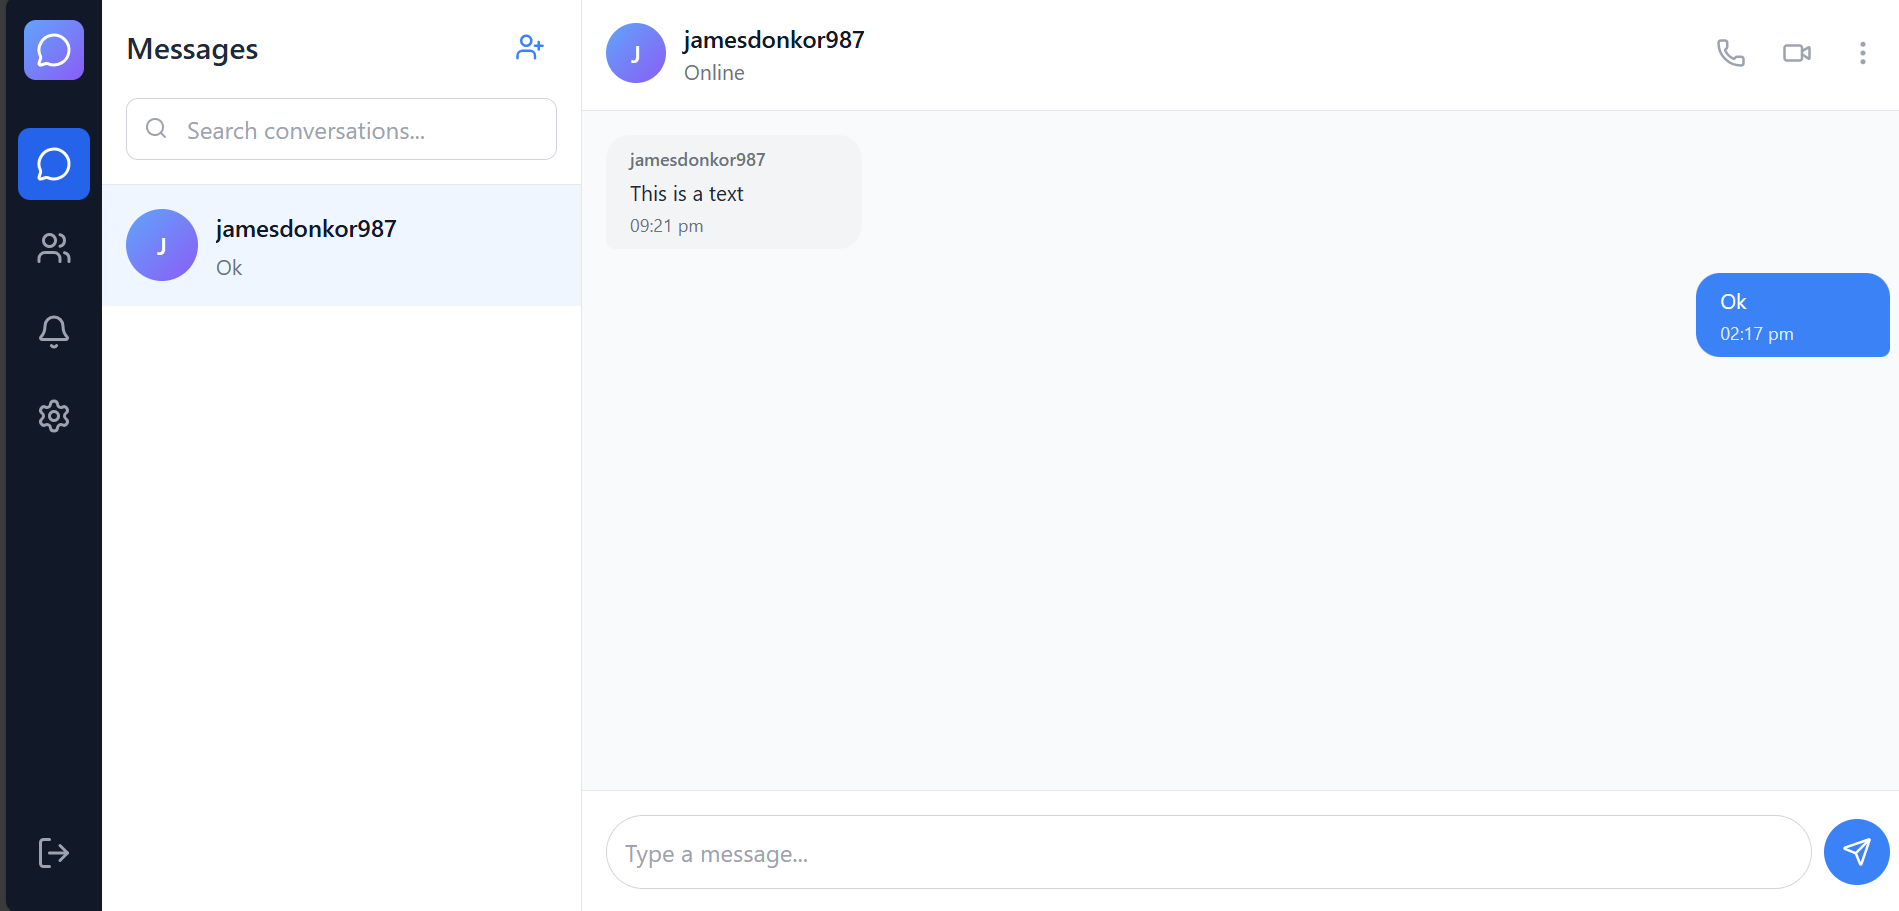 Messages
Search conversations...
J
jamesdonkor987
Ok
J
jamesdonkor987
Online
jamesdonkor987
This is a text
09:21 pm
Ok
02:17 pm
Type a message...